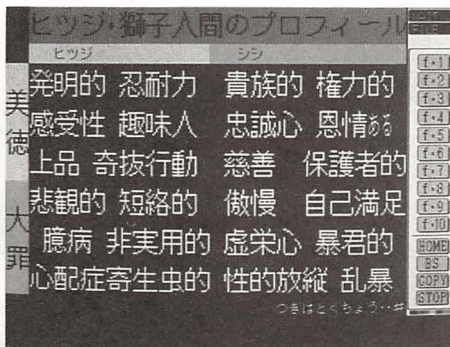 ヒツジ・獅子人間のプロフィール
ヒツジ シシ
美徳
発明的 忍耐力 貴族的 権力的
感受性 趣味人 忠誠心 恩情ある
上品 奇抜行動 慈善 保護者的
大罪
悲観的 短絡的 傲慢 自己満足
臆病 非実用的 虚栄心 暴君的
心配症寄生虫的 性的放縦 乱暴
つぎはとくちょう‥#
f・1
f・2
f・3
f・4
f・5
f・6
f・7
f・8
f・9
f・10
HOME
BS
COPY
STOP